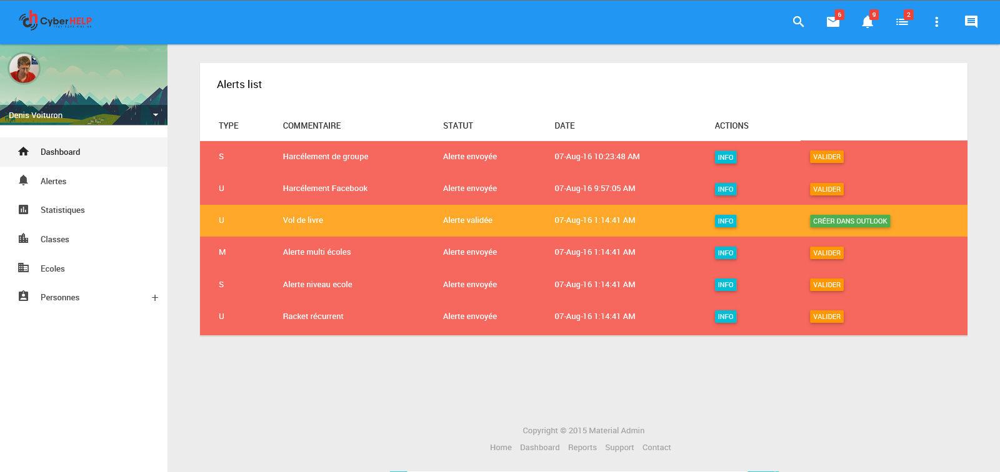 CyberHELP
STAY SAFE ONLINE
6
9
2
Denis Voituron
Dashboard
Alertes
Statistiques
Classes
Ecoles
Personnes +
Alerts list
TYPE COMMENTAIRE STATUT DATE ACTIONS
S Harcélement de groupe Alerte envoyée 07-Aug-16 10:23:48 AM INFO VALIDER
U Harcélement Facebook Alerte envoyée 07-Aug-16 9:57:05 AM INFO VALIDER
U Vol de livre Alerte validée 07-Aug-16 1:14:41 AM INFO CRÉER DANS OUTLOOK
M Alerte multi écoles Alerte envoyée 07-Aug-16 1:14:41 AM INFO VALIDER
S Alerte niveau ecole Alerte envoyée 07-Aug-16 1:14:41 AM INFO VALIDER
U Racket récurrent Alerte envoyée 07-Aug-16 1:14:41 AM INFO VALIDER
Copyright © 2015 Material Admin
Home Dashboard Reports Support Contact